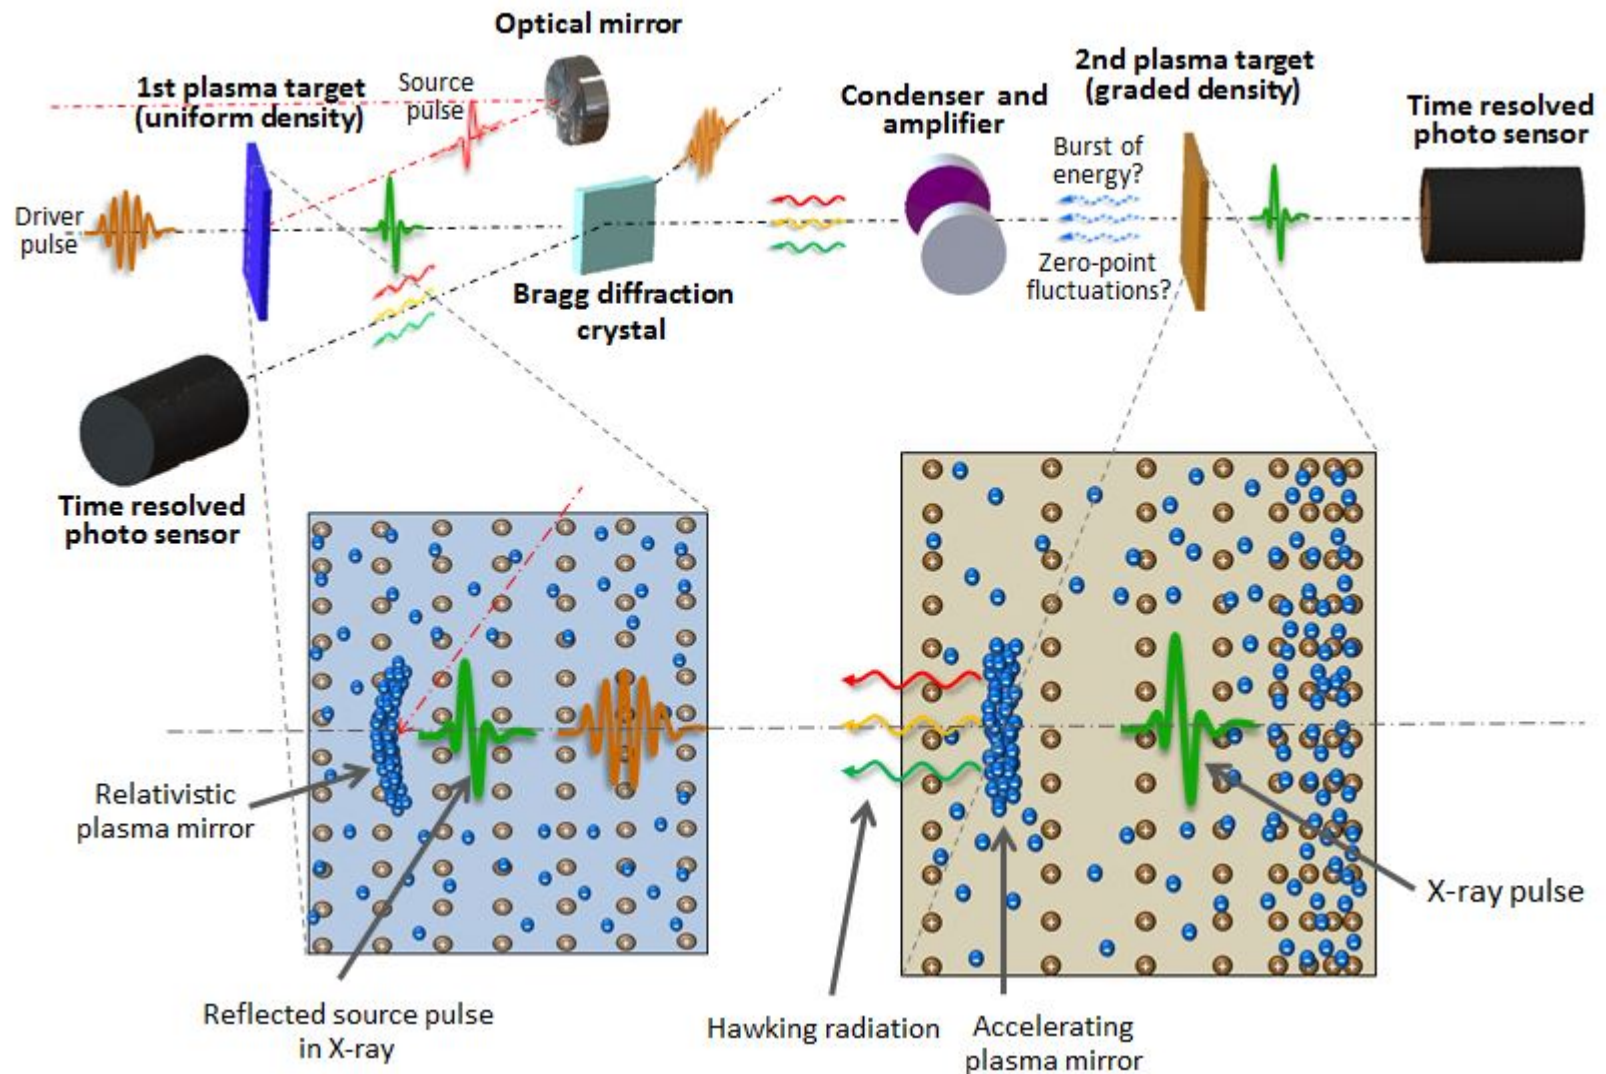 Optical mirror
1st plasma target
(uniform density)
Source
pulse
2nd plasma target
(graded density)
Condenser and
amplifier
Time resolved
photo sensor
Burst of
energy?
Driver
pulse
Zero-point
fluctuations?
Bragg diffraction
crystal
Time resolved
photo sensor
Relativistic
plasma mirror
X-ray pulse
Reflected source pulse
in X-ray
Hawking radiation
Accelerating
plasma mirror